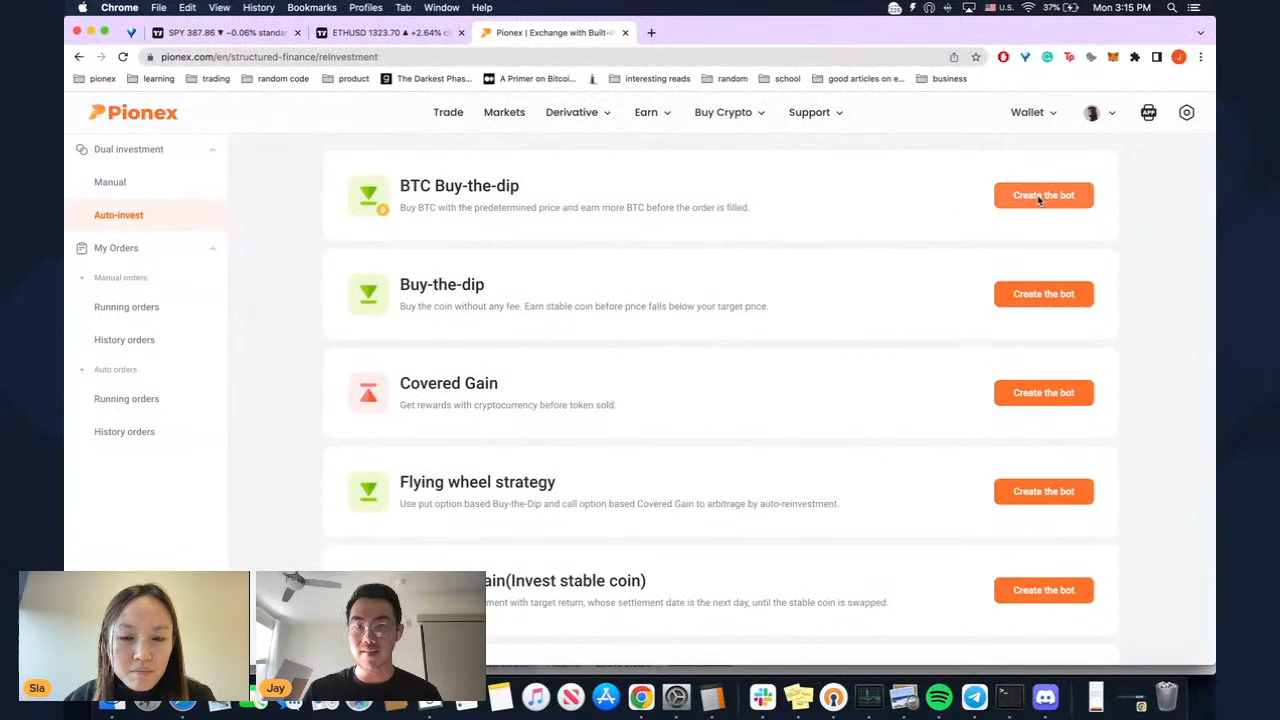 Chrome File Edit View History Bookmarks Profiles Tab Window Help
225 U.S. 37% Mon 3:15 PM
SPY 387.86 ▼ −0.06% standa
ETHUSD 1323.70 ▲ +2.64% c
Pionex | Exchange with Built-i
pionex.com/en/structured-finance/reInvestment
pionex learning trading random code product The Darkest Phas... A Primer on Bitcoi... interesting reads random school good articles on e... business
Pionex
Trade Markets Derivative Earn Buy Crypto Support Wallet APP
Dual investment
Manual
Auto-invest
My Orders
Manual orders
Running orders
History orders
Auto orders
Running orders
History orders
BTC Buy-the-dip
Buy BTC with the predetermined price and earn more BTC before the order is filled.
Create the bot
Buy-the-dip
Buy the coin without any fee. Earn stable coin before price falls below your target price.
Create the bot
Covered Gain
Get rewards with cryptocurrency before token sold.
Create the bot
Flying wheel strategy
Use put option based Buy-the-Dip and call option based Covered Gain to arbitrage by auto-reinvestment.
Create the bot
ain(Invest stable coin)
ment with target return, whose settlement date is the next day, until the stable coin is swapped.
Create the bot
Sia
Jay